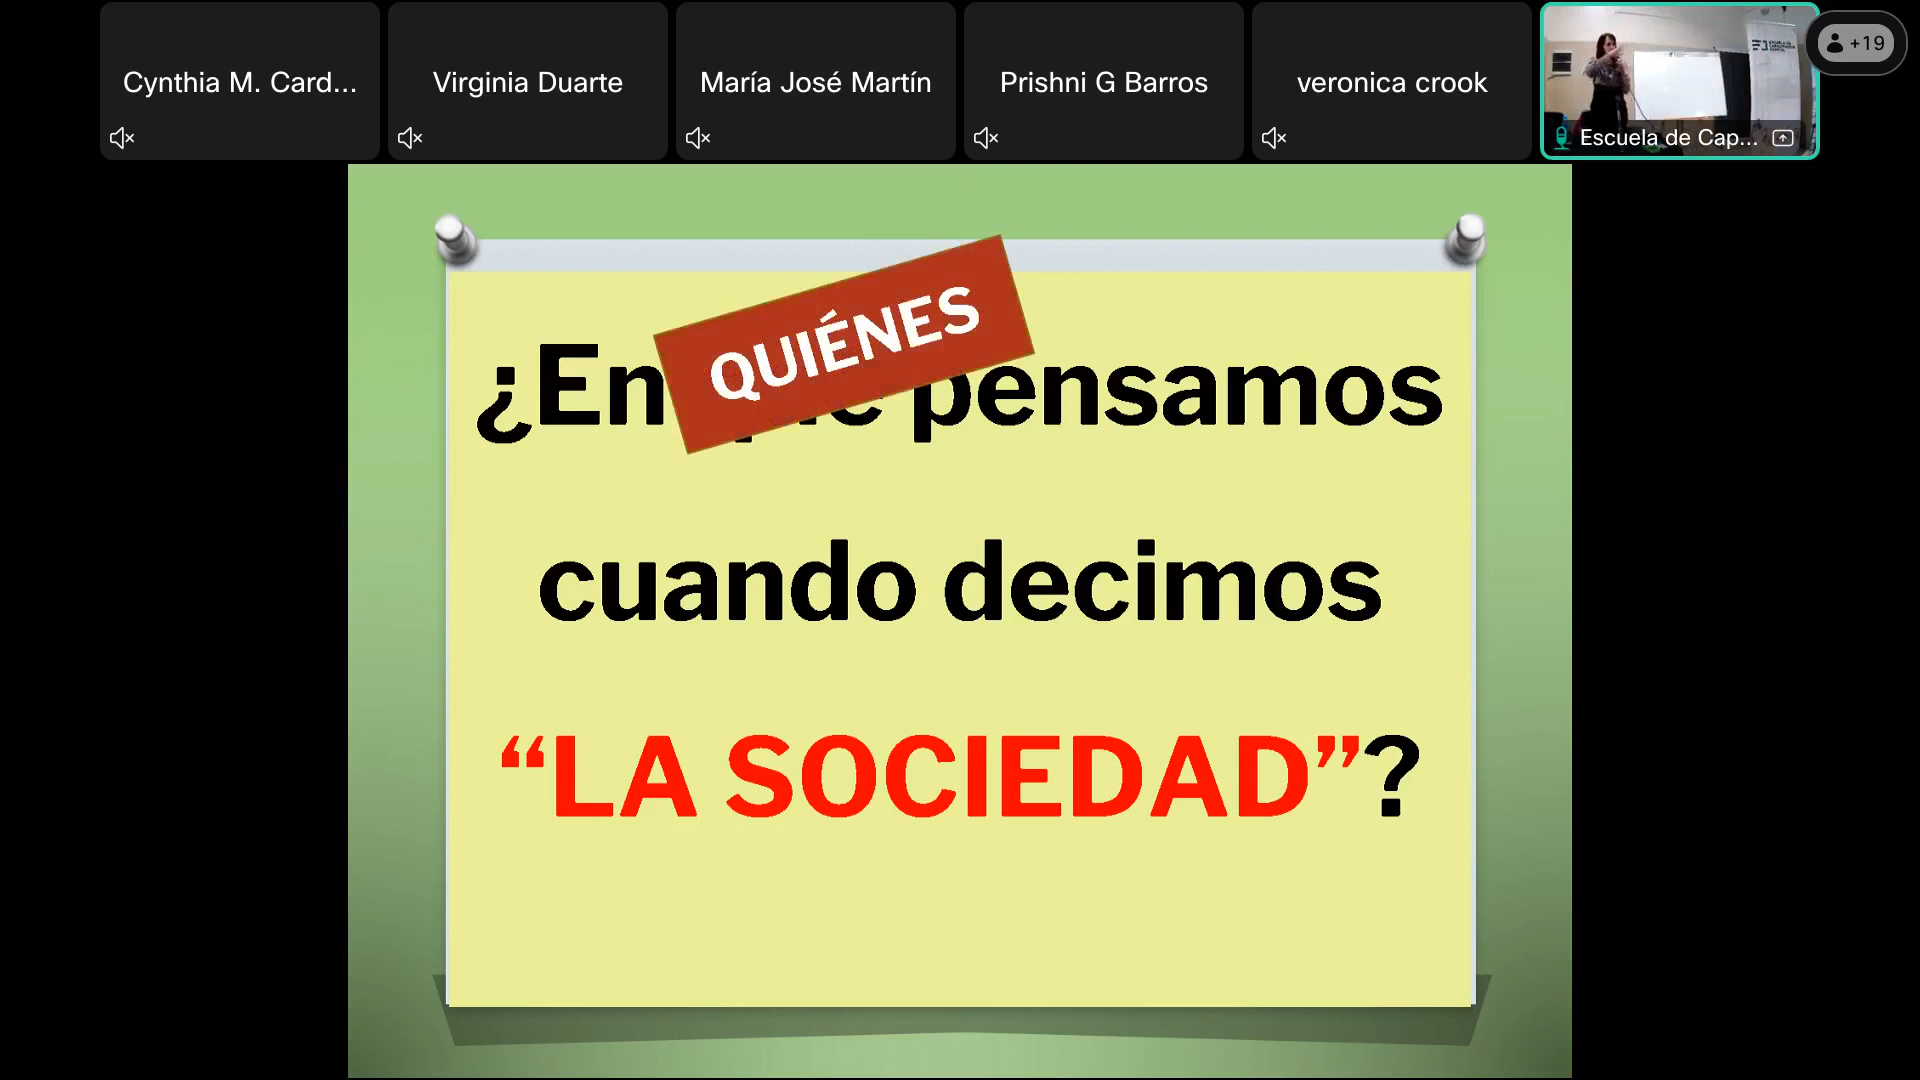 Cynthia M. Card...
Virginia Duarte
María José Martín
Prishni G Barros
veronica crook
Escuela de Cap...
+19
QUIÉNES
¿En pensamos
cuando decimos
“LA SOCIEDAD”?